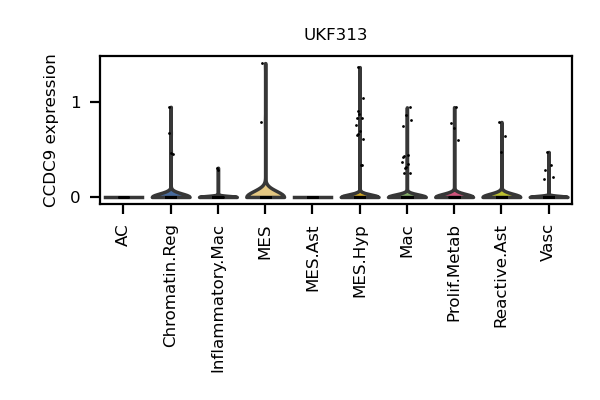 UKF313
CCDC9 expression
1
0
AC
Chromatin.Reg
Inflammatory.Mac
MES
MES.Ast
MES.Hyp
Mac
Prolif.Metab
Reactive.Ast
Vasc